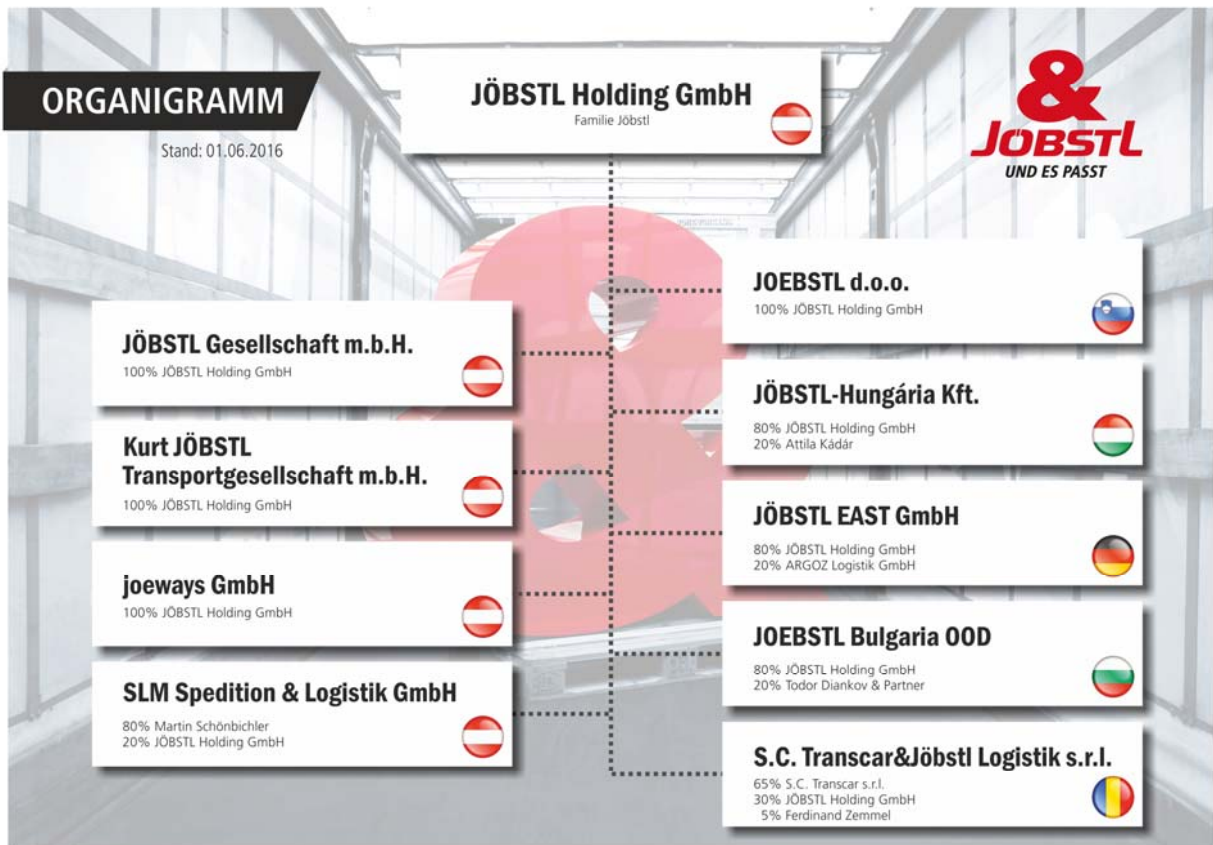 ORGANIGRAMM
Stand: 01.06.2016
JÖBSTL Holding GmbH
Familie Jöbstl
&
JÖBSTL
UND ES PASST
JÖBSTL Gesellschaft m.b.H.
100% JÖBSTL Holding GmbH
Kurt JÖBSTL
Transportgesellschaft m.b.H.
100% JÖBSTL Holding GmbH
joeways GmbH
100% JÖBSTL Holding GmbH
SLM Spedition & Logistik GmbH
80% Martin Schönbichler
20% JÖBSTL Holding GmbH
JOEBSTL d.o.o.
100% JÖBSTL Holding GmbH
JÖBSTL-Hungária Kft.
80% JÖBSTL Holding GmbH
20% Attila Kádár
JÖBSTL EAST GmbH
80% JÖBSTL Holding GmbH
20% ARGOZ Logistik GmbH
JOEBSTL Bulgaria OOD
80% JÖBSTL Holding GmbH
20% Todor Diankov & Partner
S.C. Transcar&Jöbstl Logistik s.r.l.
65% S.C. Transcar s.r.l.
30% JÖBSTL Holding GmbH
5% Ferdinand Zemmel